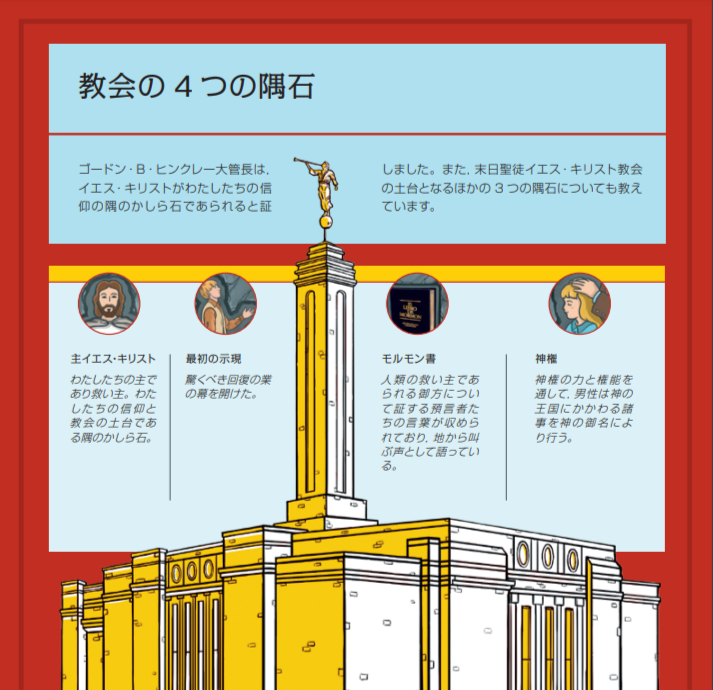 教会の 4 つの隅石
ゴードン・B・ヒンクレー大管長は,
イエス・キリストがわたしたちの信
仰の隅のかしら石であられると証
しました。また, 末日聖徒イエス・キリスト教会
の土台となるほかの 3 つの隅石についても教え
ています。
主イエス・キリスト
わたしたちの主で
あり救い主。わた
したちの信仰と
教会の土台であ
る隅のかしら石。
最初の示現
驚くべき回復の業
の幕を開けた。
モルモン書
人類の救い主であ
られる御方につい
て証する預言者た
ちの言葉が収めら
れており, 地から叫
ぶ声として語ってい
る。
神権
神権の力と権能を
通して, 男性は神の
王国にかかわる諸
事を神の御名によ
り行う。